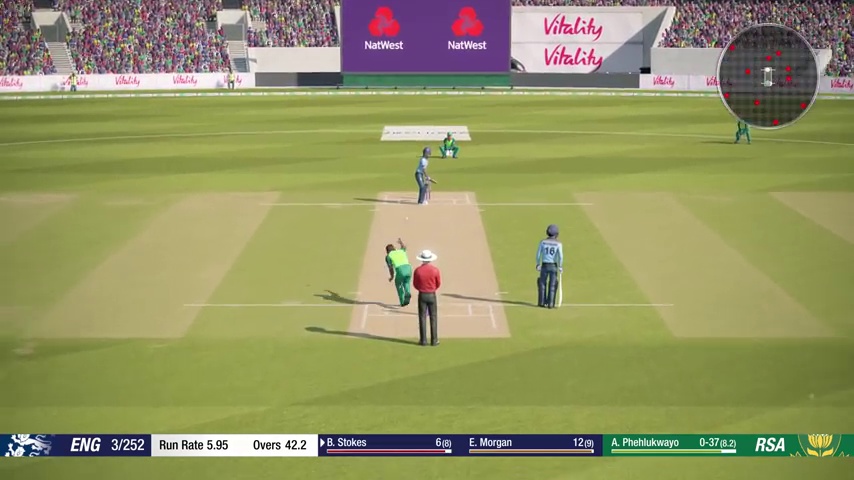 NatWest NatWest
Vitality
Vitality
Vitality Vitality Vitality Vitality
16
ENG 3/252 Run Rate 5.95 Overs 42.2 B. Stokes 6(8) E. Morgan 12(9) A. Phehlukwayo 0-37(8.2) RSA